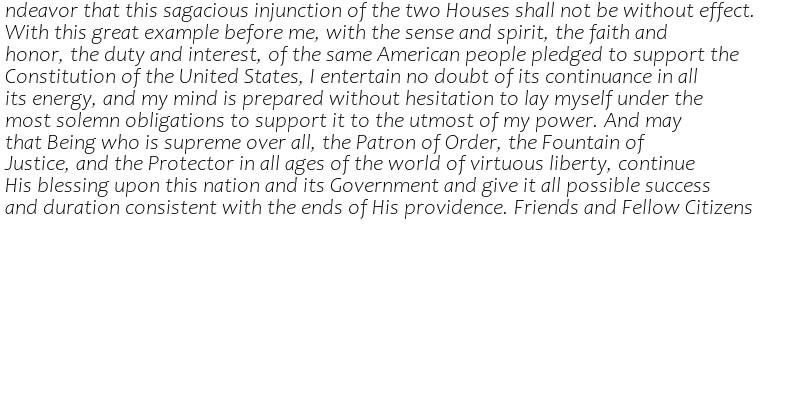 ndeavor that this sagacious injunction of the two Houses shall not be without effect.
With this great example before me, with the sense and spirit, the faith and
honor, the duty and interest, of the same American people pledged to support the
Constitution of the United States, I entertain no doubt of its continuance in all
its energy, and my mind is prepared without hesitation to lay myself under the
most solemn obligations to support it to the utmost of my power. And may
that Being who is supreme over all, the Patron of Order, the Fountain of
Justice, and the Protector in all ages of the world of virtuous liberty, continue
His blessing upon this nation and its Government and give it all possible success
and duration consistent with the ends of His providence. Friends and Fellow Citizens